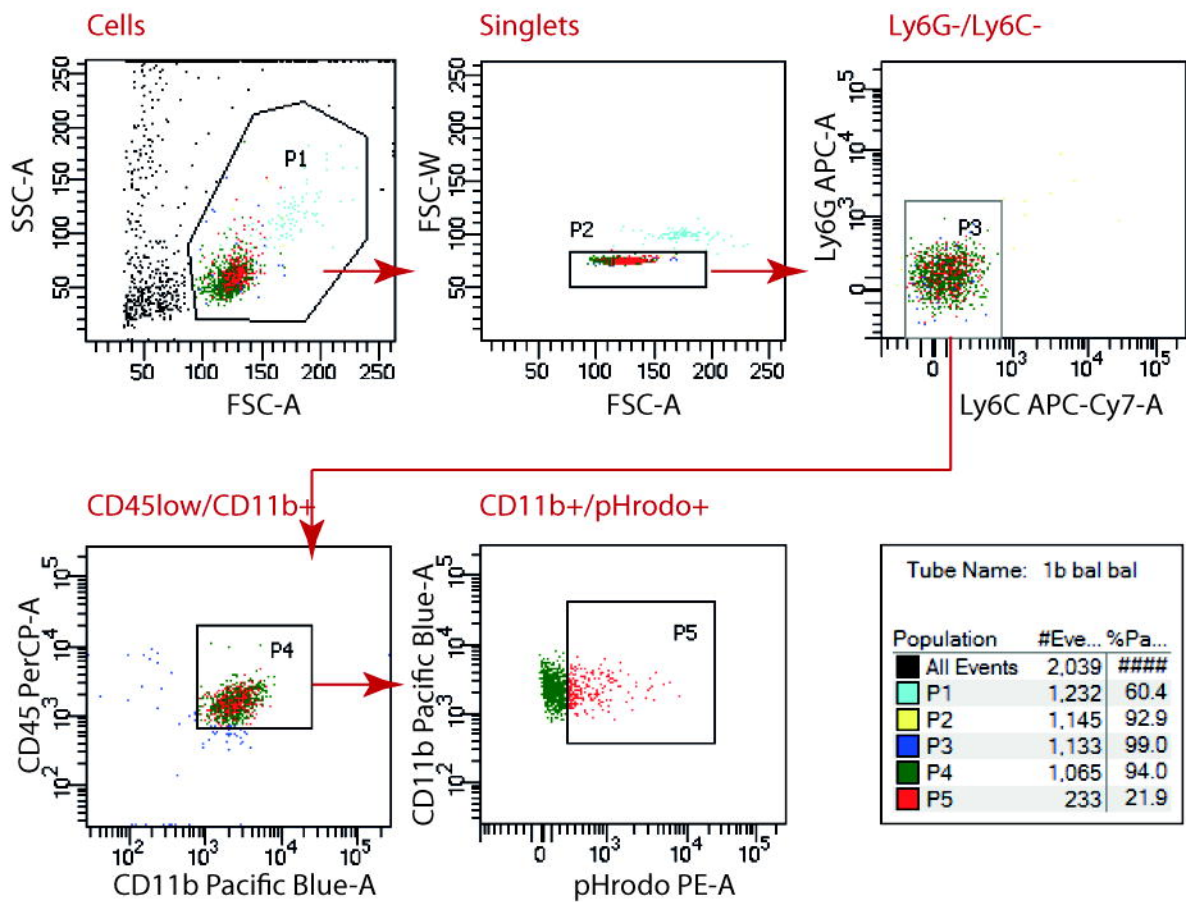 Cells
SSC-A
250
200
150
100
50
P1
50 100 150 200 250
FSC-A
Singlets
FSC-W
250
200
150
100
50
P2
50 100 150 200 250
FSC-A
Ly6G-/Ly6C-
Ly6G APC-A
10^5
10^4
10^3
0
P3
0 10^3 10^4 10^5
Ly6C APC-Cy7-A
CD45low/CD11b+
CD45 PerCP-A
10^5
10^4
10^3
10^2
P4
10^2 10^3 10^4 10^5
CD11b Pacific Blue-A
CD11b+/pHrodo+
CD11b Pacific Blue-A
10^5
10^4
10^3
10^2
P5
0 10^3 10^4 10^5
pHrodo PE-A
Tube Name: 1b bal bal
Population #Eve... %Pa...
All Events 2,039 ####
P1 1,232 60.4
P2 1,145 92.9
P3 1,133 99.0
P4 1,065 94.0
P5 233 21.9